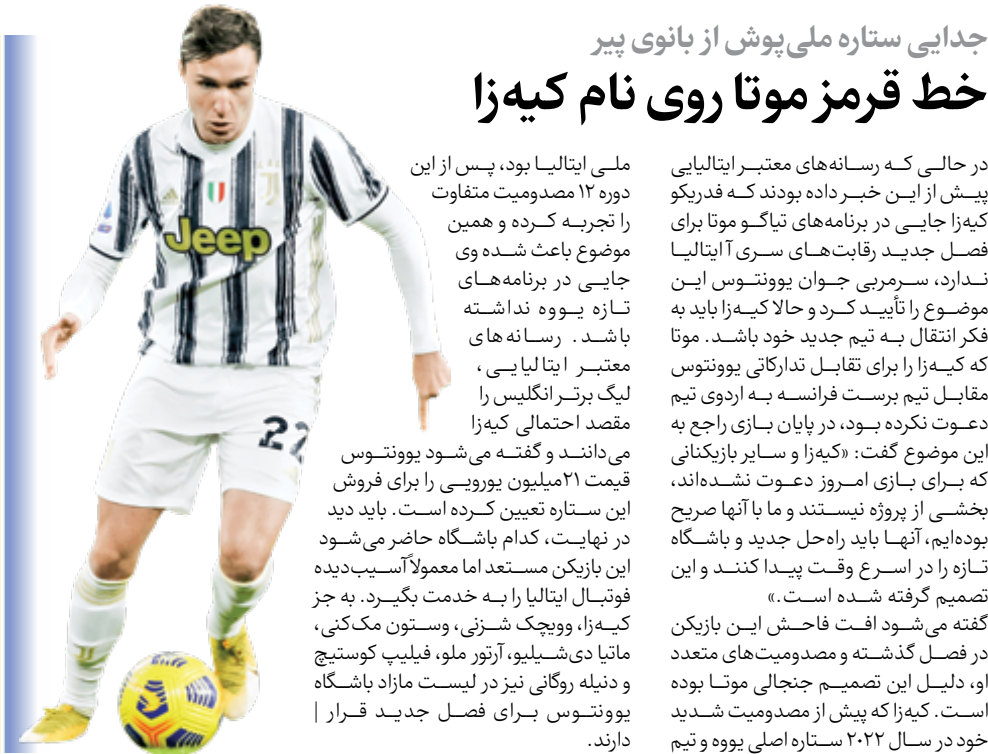 جدایی ستاره ملی‌پوش از بانوی پیر
خط قرمز موتا روی نام کیه‌زا
در حالی که رسانه‌های معتبر ایتالیایی
پیش از این خبر داده بودند که فدریکو
کیه‌زا جایی در برنامه‌های تیاگو موتا برای
فصل جدید رقابت‌های سری آ ایتالیا
ندارد، سرمربی جوان یوونتوس این
موضوع را تأیید کرد و حالا کیه‌زا باید به
فکر انتقال به تیم جدید خود باشد. موتا
که کیه‌زا را برای تقابل تدارکاتی یوونتوس
مقابل تیم برست فرانسه به اردوی تیم
دعوت نکرده بود، در پایان بازی راجع به
این موضوع گفت: «کیه‌زا و سایر بازیکنانی
که برای بازی امروز دعوت نشده‌اند،
بخشی از پروژه نیستند و ما با آنها صریح
بوده‌ایم، آنها باید راه‌حل جدید و باشگاه
تازه را در اسرع وقت پیدا کنند و این
تصمیم گرفته شده است.»
گفته می‌شود افت فاحش این بازیکن
در فصل گذشته و مصدومیت‌های متعدد
او، دلیل این تصمیم جنجالی موتا بوده
است. کیه‌زا که پیش از مصدومیت شدید
خود در سال ۲۰۲۲ ستاره اصلی یووه و تیم
ملی ایتالیا بود، پس از این
دوره ۱۲ مصدومیت متفاوت
را تجربه کرده و همین
موضوع باعث شده وی
جایی در برنامه‌های
تازه یووه نداشته
باشد. رسانه‌های
معتبر ایتالیایی،
لیگ برتر انگلیس را
مقصد احتمالی کیه‌زا
می‌دانند و گفته می‌شود یوونتوس
قیمت ۲۱میلیون یورویی را برای فروش
این ستاره تعیین کرده است. باید دید
در نهایت، کدام باشگاه حاضر می‌شود
این بازیکن مستعد اما معمولاً آسیب‌دیده
فوتبال ایتالیا را به خدمت بگیرد. به جز
کیه‌زا، وویچک شزنی، وستون مک‌کنی،
ماتیا دی‌شیلیو، آرتور ملو، فیلیپ کوستیچ
و دنیله روگانی نیز در لیست مازاد باشگاه
یوونتوس برای فصل جدید قرار |
دارند.
Jeep
22